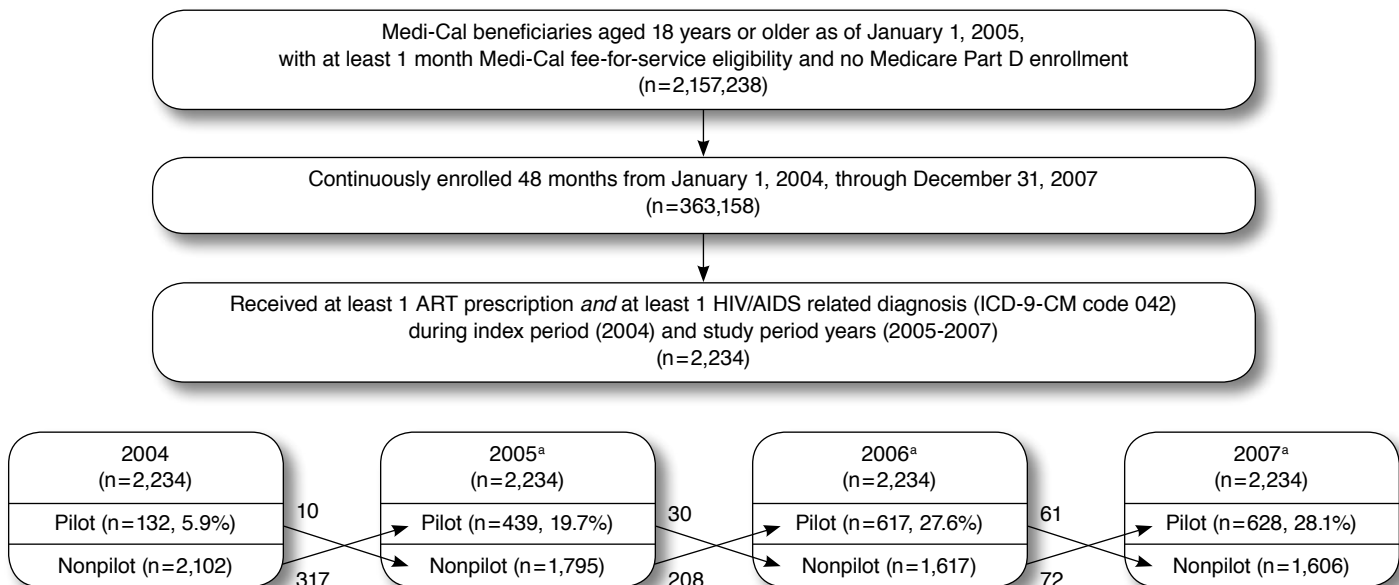 Medi-Cal beneficiaries aged 18 years or older as of January 1, 2005,
with at least 1 month Medi-Cal fee-for-service eligibility and no Medicare Part D enrollment
(n=2,157,238)
Continuously enrolled 48 months from January 1, 2004, through December 31, 2007
(n=363,158)
Received at least 1 ART prescription and at least 1 HIV/AIDS related diagnosis (ICD-9-CM code 042)
during index period (2004) and study period years (2005-2007)
(n=2,234)
2004
(n=2,234)
Pilot (n=132, 5.9%)
Nonpilot (n=2,102)
10
317
2005ª
(n=2,234)
Pilot (n=439, 19.7%)
Nonpilot (n=1,795)
30
208
2006ª
(n=2,234)
Pilot (n=617, 27.6%)
Nonpilot (n=1,617)
61
72
2007ª
(n=2,234)
Pilot (n=628, 28.1%)
Nonpilot (n=1,606)